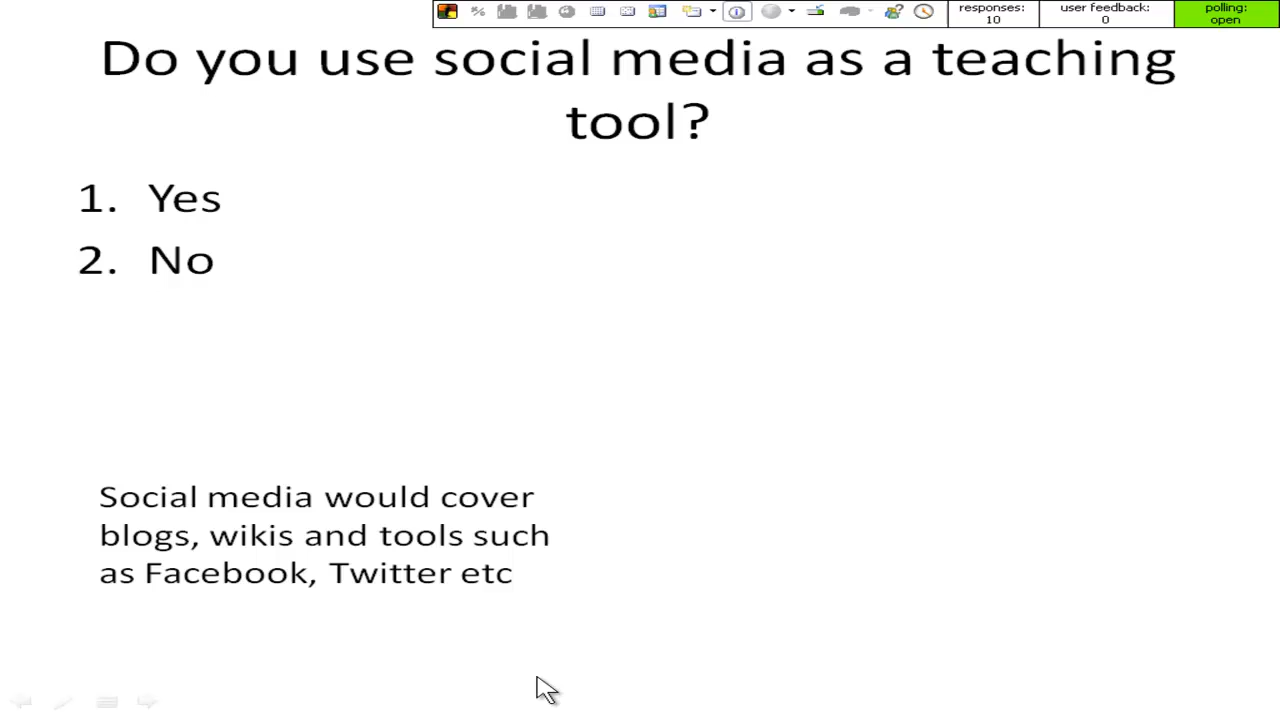 responses:
10
user feedback:
0
polling:
open
Do you use social media as a teaching
tool?
1. Yes
2. No
Social media would cover
blogs, wikis and tools such
as Facebook, Twitter etc